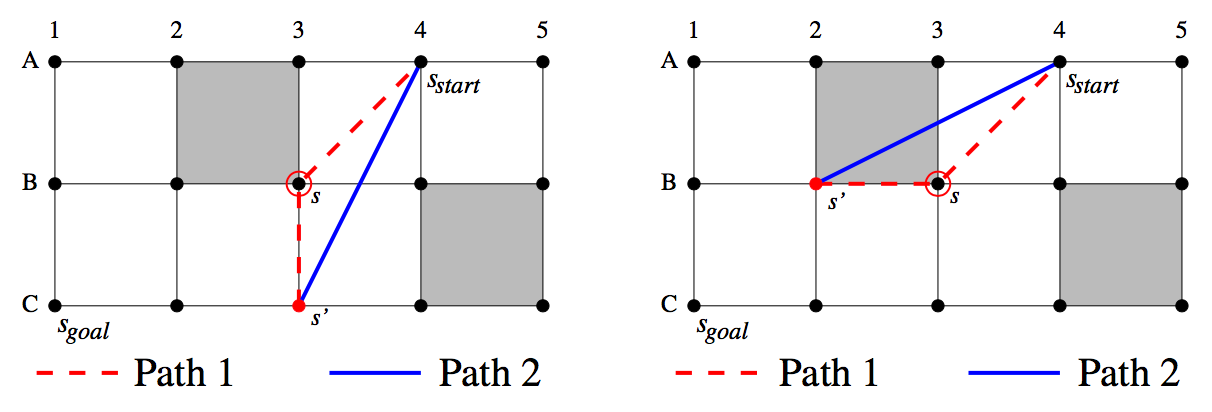 1 2 3 4 5
A
s_start
B
s
C
s_goal
s'
Path 1 Path 2
1 2 3 4 5
A
s_start
B
s'
s
C
s_goal
Path 1 Path 2